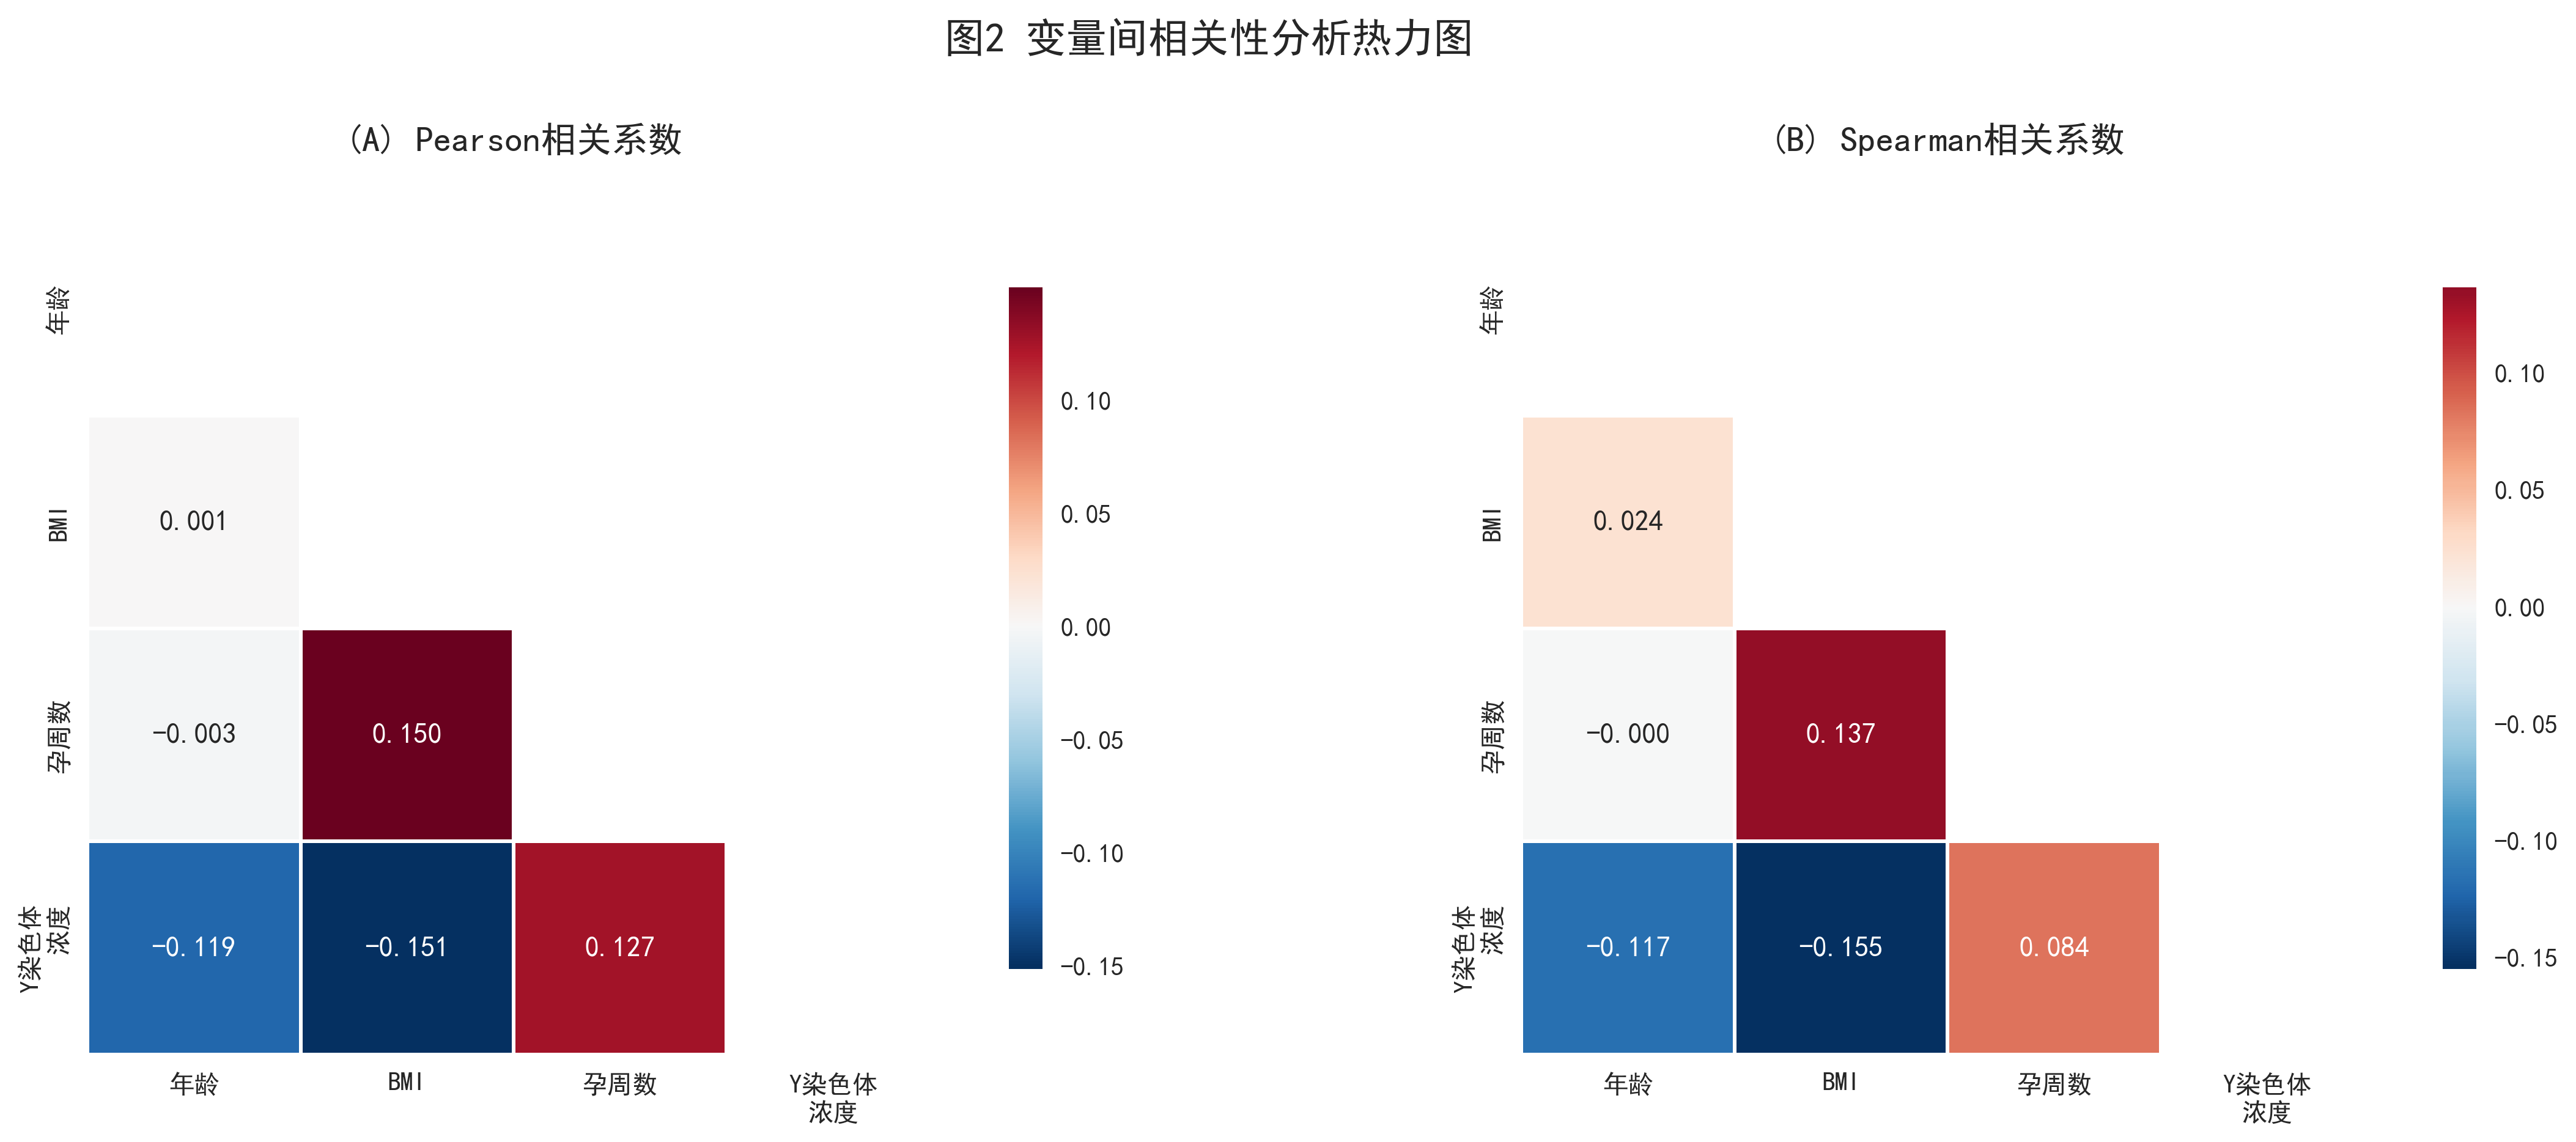 图2 变量间相关性分析热力图
(A) Pearson相关系数
年龄
BMI
孕周数
Y染色体
浓度
0.001
-0.003
0.150
-0.119
-0.151
0.127
年龄
BMI
孕周数
Y染色体
浓度
0.10
0.05
0.00
-0.05
-0.10
-0.15
(B) Spearman相关系数
年龄
BMI
孕周数
Y染色体
浓度
0.024
-0.000
0.137
-0.117
-0.155
0.084
年龄
BMI
孕周数
Y染色体
浓度
0.10
0.05
0.00
-0.05
-0.10
-0.15